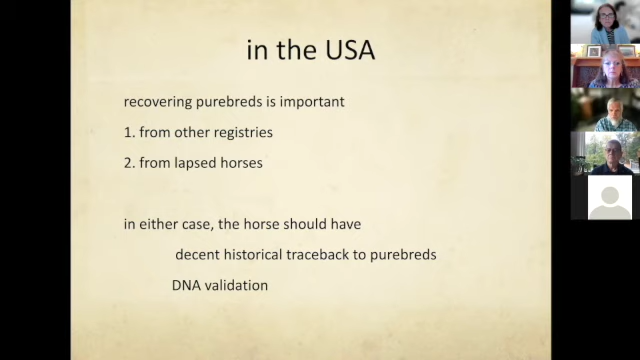 in the USA
recovering purebreds is important
1. from other registries
2. from lapsed horses
in either case, the horse should have
decent historical traceback to purebreds
DNA validation